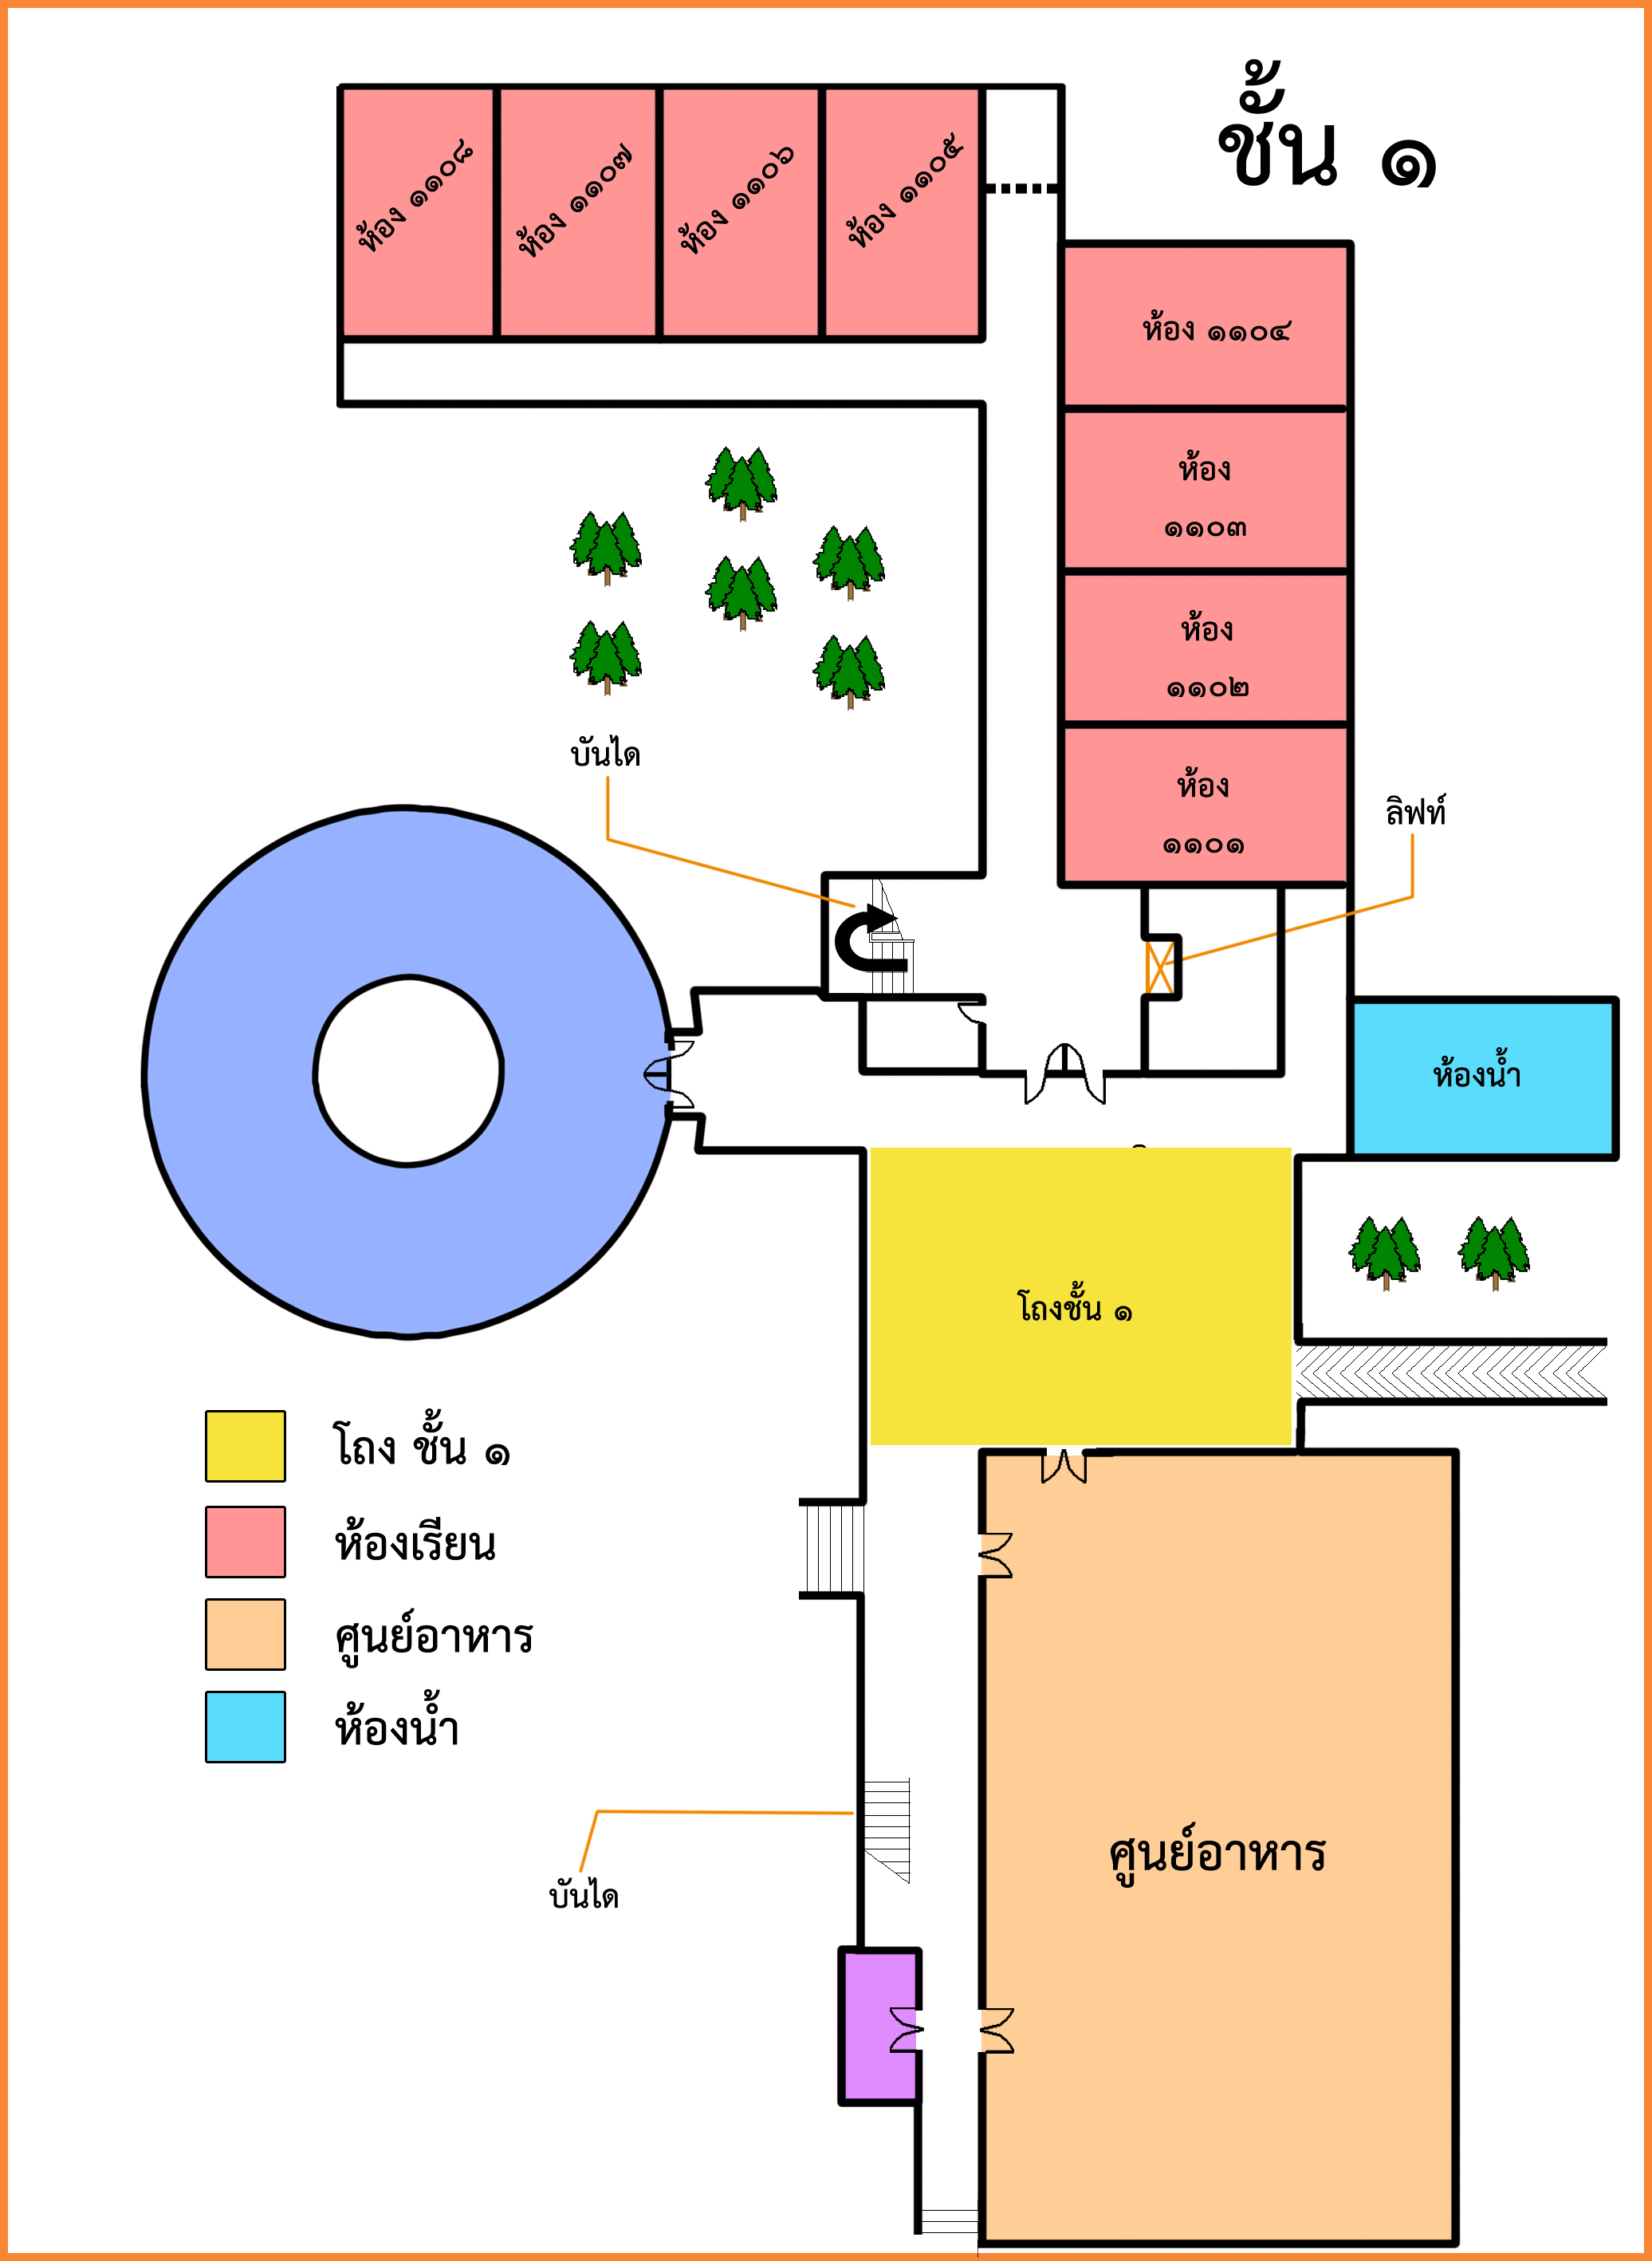 ชั้น ๑
ห้อง ๑๑๐๘
ห้อง ๑๑๐๗
ห้อง ๑๑๐๖
ห้อง ๑๑๐๕
ห้อง ๑๑๐๔
ห้อง
๑๑๐๓
ห้อง
๑๑๐๒
บันได
ห้อง
๑๑๐๑
ลิฟท์
ห้องน้ำ
โถงชั้น ๑
โถง ชั้น ๑
ห้องเรียน
ศูนย์อาหาร
ห้องน้ำ
ศูนย์อาหาร
บันได